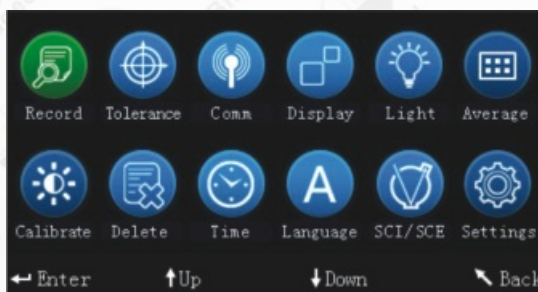 Record Tolerance Comm Display Light Average
A
Calibrate Delete Time Language SCI/SCE Settings
Enter Up Down Back